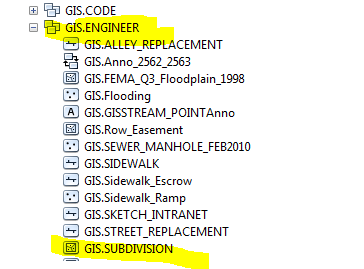 GIS.CODE
GIS.ENGINEER
GIS.ALLEY_REPLACEMENT
GIS.Anno_2562_2563
GIS.FEMA_Q3_Floodplain_1998
GIS.Flooding
A GIS.GISSTREAM_POINTAnno
GIS.Row_Easement
GIS.SEWER_MANHOLE_FEB2010
GIS.SIDEWALK
GIS.Sidewalk_Escrow
GIS.Sidewalk_Ramp
GIS.SKETCH_INTRANET
GIS.STREET_REPLACEMENT
GIS.SUBDIVISION